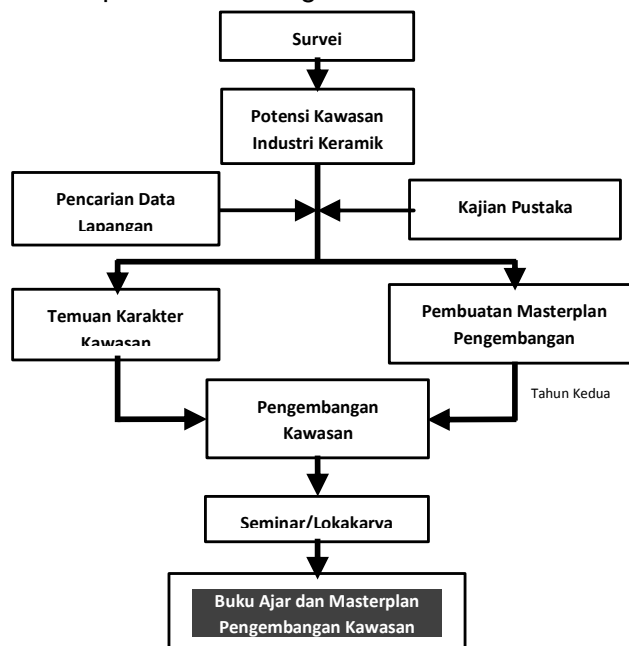 Survei
Potensi Kawasan
Industri Keramik
Pencarian Data
Lapangan
Kajian Pustaka
Temuan Karakter
Kawasan
Pembuatan Masterplan
Pengembangan
Tahun Kedua
Pengembangan
Kawasan
Seminar/Lokakarya
Buku Ajar dan Masterplan
Pengembangan Kawasan